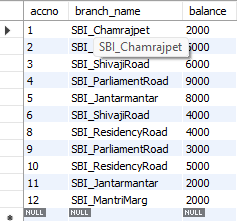 accno branch_name balance
1 SBI_Chamrajpet 2000
2 SBI_ SBI_Chamrajpet 000
3 SBI_ShivajiRoad 6000
4 SBI_ParliamentRoad 9000
5 SBI_Jantarmantar 8000
6 SBI_ShivajiRoad 4000
8 SBI_ResidencyRoad 4000
9 SBI_ParliamentRoad 3000
10 SBI_ResidencyRoad 5000
11 SBI_Jantarmantar 2000
12 SBI_MantriMarg 2000
NULL NULL NULL